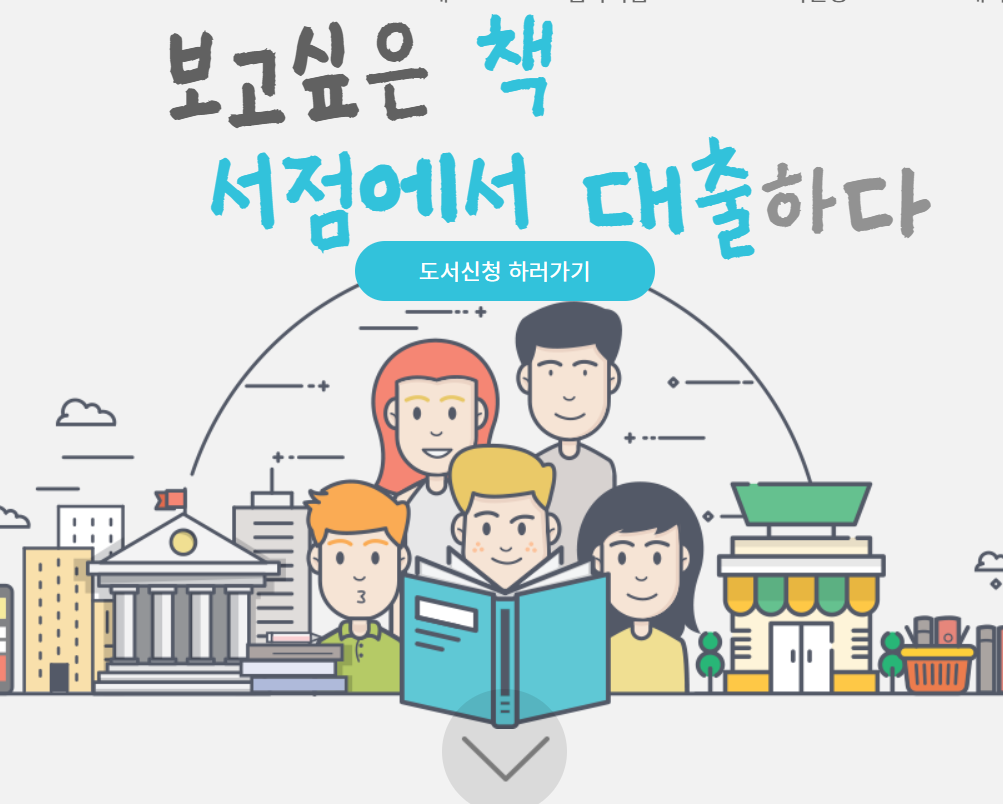 보고싶은 책
서점에서 대출하다
도서신청 하러가기